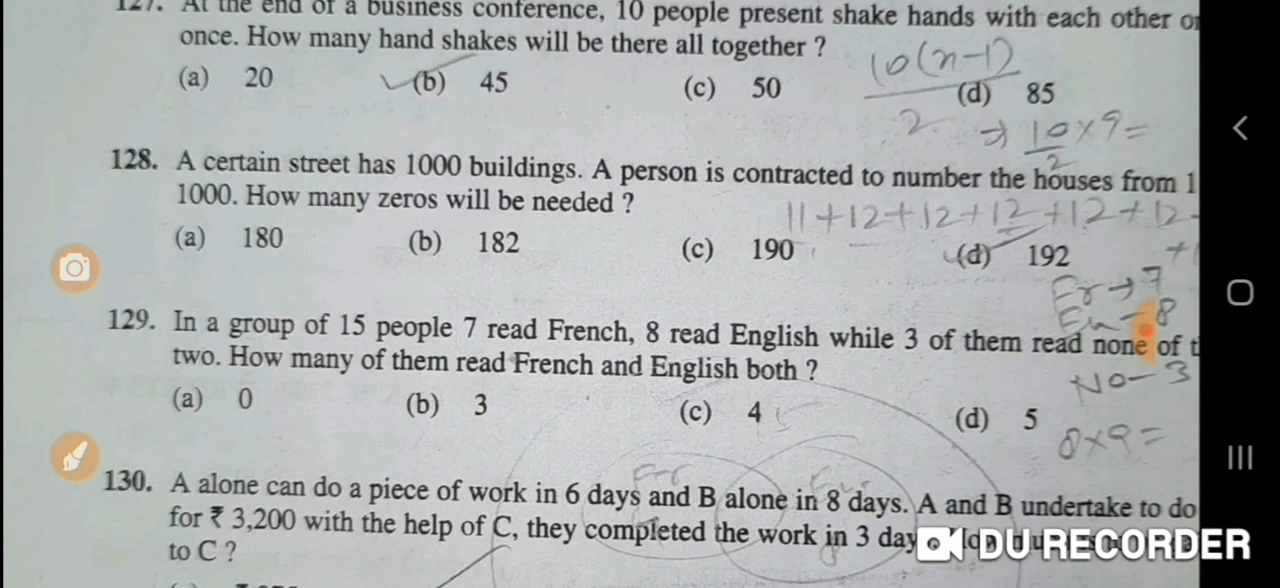 127. At the end of a business conference, 10 people present shake hands with each other
once. How many hand shakes will be there all together ?
(a) 20 (b) 45 (c) 50 (d) 85
10(n-1)
2
⇒ 10 × 9 =
2
128. A certain street has 1000 buildings. A person is contracted to number the houses from 1
1000. How many zeros will be needed ?
11+12+12+12+12+12
(a) 180 (b) 182 (c) 190 (d) 192
Fr → 7
En - 8
129. In a group of 15 people 7 read French, 8 read English while 3 of them read none of
two. How many of them read French and English both ?
NO- 3
(a) 0 (b) 3 (c) 4 (d) 5
8×9=
130. A alone can do a piece of work in 6 days and B alone in 8 days. A and B undertake to do
for ₹ 3,200 with the help of C, they completed the work in 3
to C ?
DU RECORDER